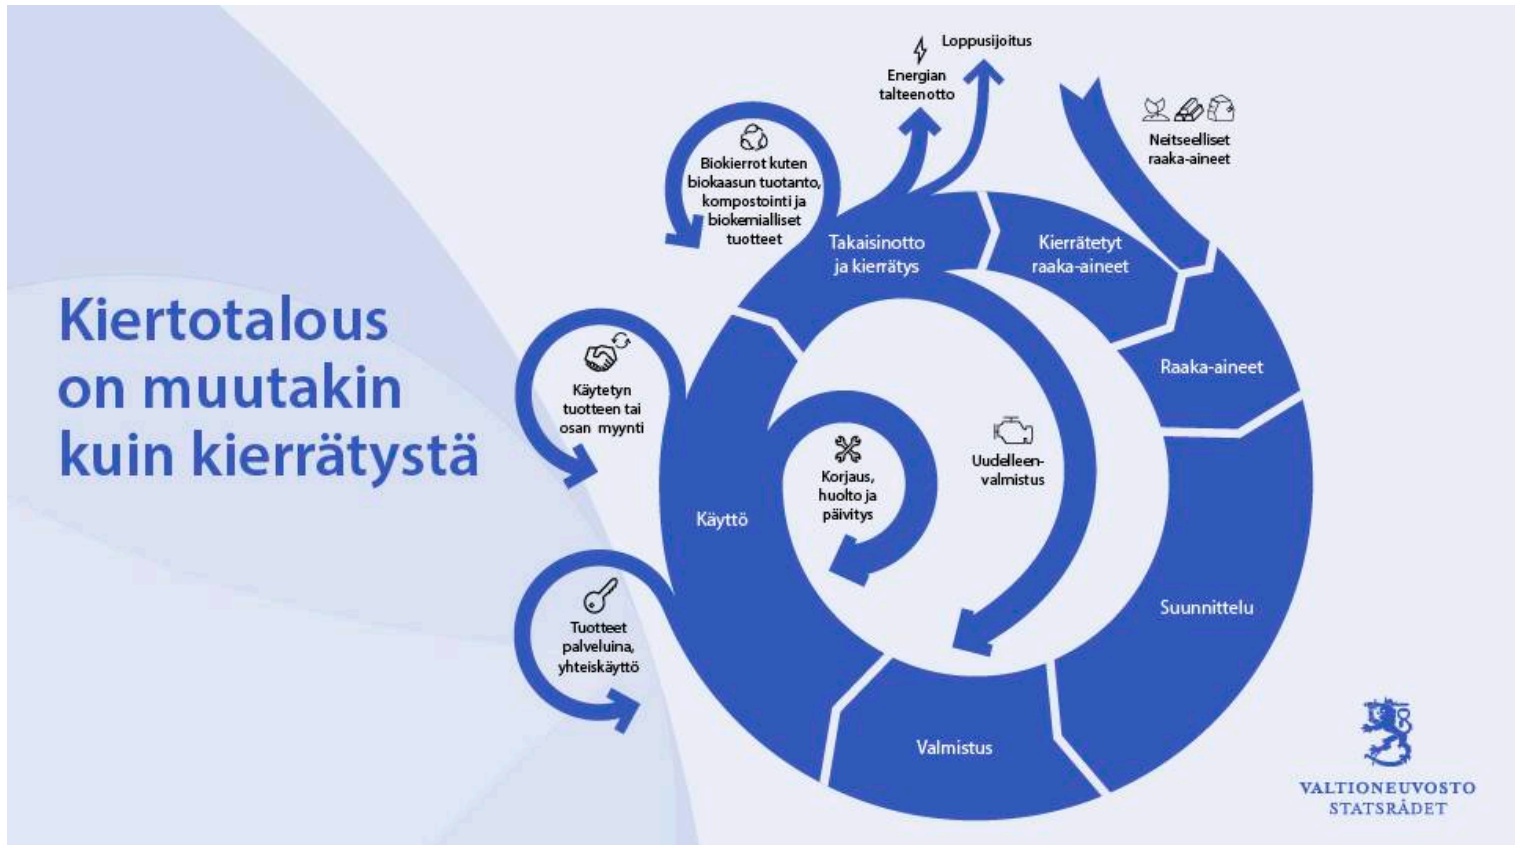 Kiertotalous
on muutakin
kuin kierrätystä
Loppusijoitus
Energian
talteenotto
Neitseelliset
raaka-aineet
Biokierrot kuten
biokaasun tuotanto,
kompostointi ja
biokemialliset
tuotteet
Takaisinotto
ja kierrätys
Kierrätetyt
raaka-aineet
Raaka-aineet
Käytetyn
tuotteen tai
osan myynti
Korjaus,
huolto ja
päivitys
Uudelleen-
valmistus
Käyttö
Suunnittelu
Tuotteet
palveluina,
yhteiskäyttö
Valmistus
VALTIONEUVOSTO
STATSRÅDET